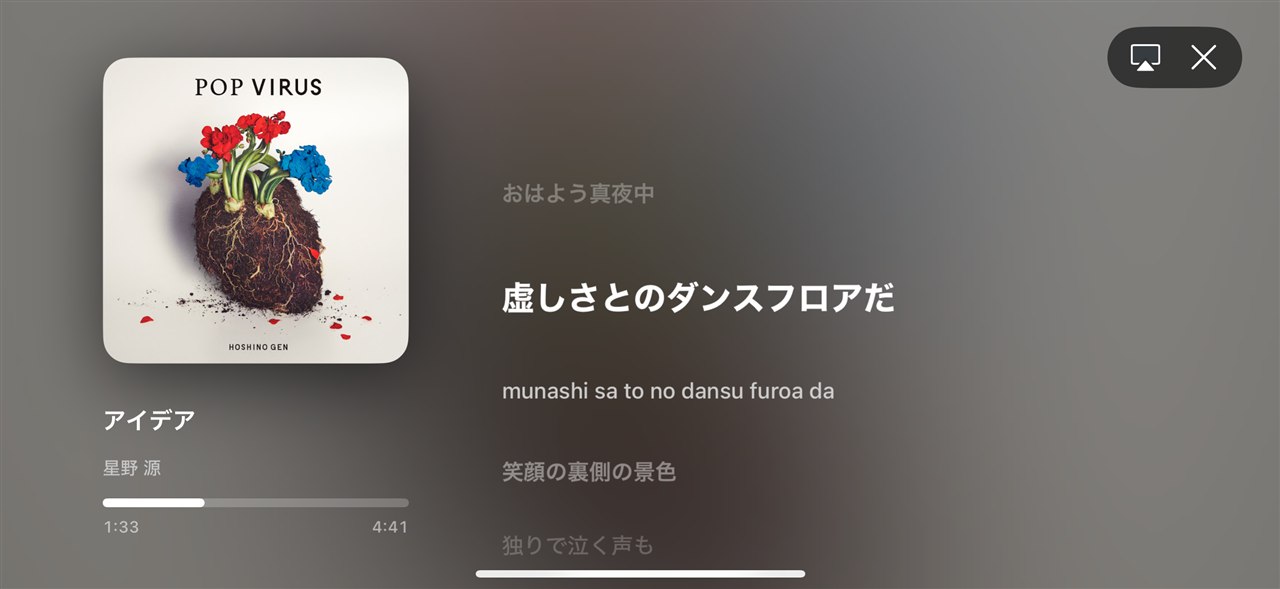 POP VIRUS
HOSHINO GEN
アイデア
星野 源
1:33
4:41
おはよう真夜中
虚しさとのダンスフロアだ
munashi sa to no dansu furoa da
笑顔の裏側の景色
独りで泣く声も